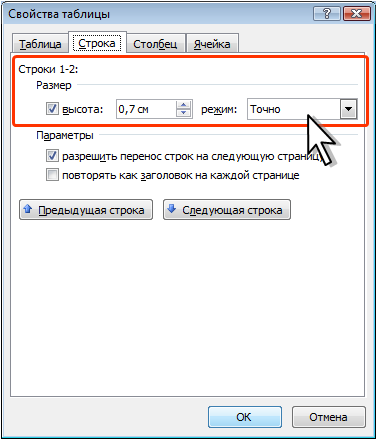 Свойства таблицы
Таблица Строка Столбец Ячейка
Строки 1-2:
Размер
высота: 0,7 см режим: Точно
Параметры
разрешить перенос строк на следующую страницу
повторять как заголовок на каждой странице
Предыдущая строка Следующая строка
ОК Отмена